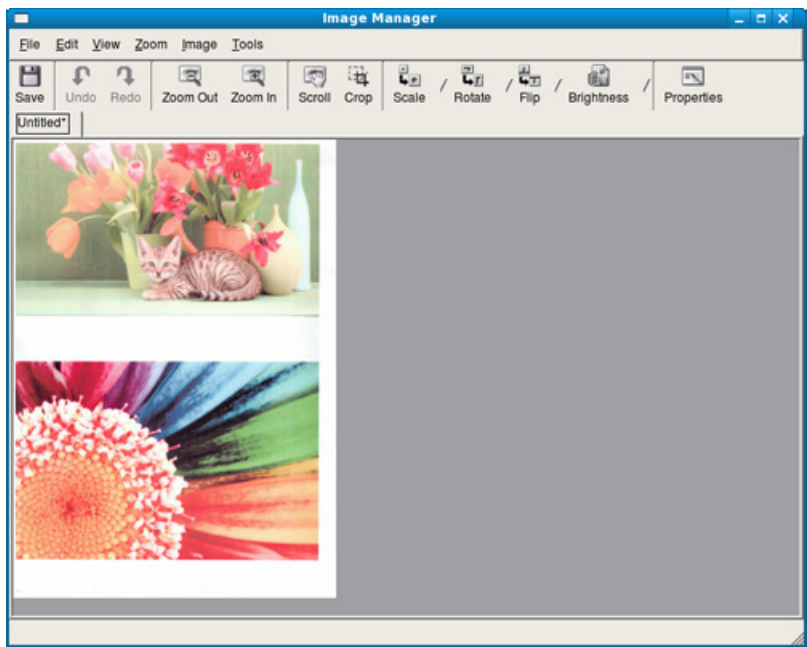 Image Manager
File Edit View Zoom Image Tools
Save Undo Redo Zoom Out Zoom In Scroll Crop Scale / Rotate / Flip / Brightness / Properties
Untitled*